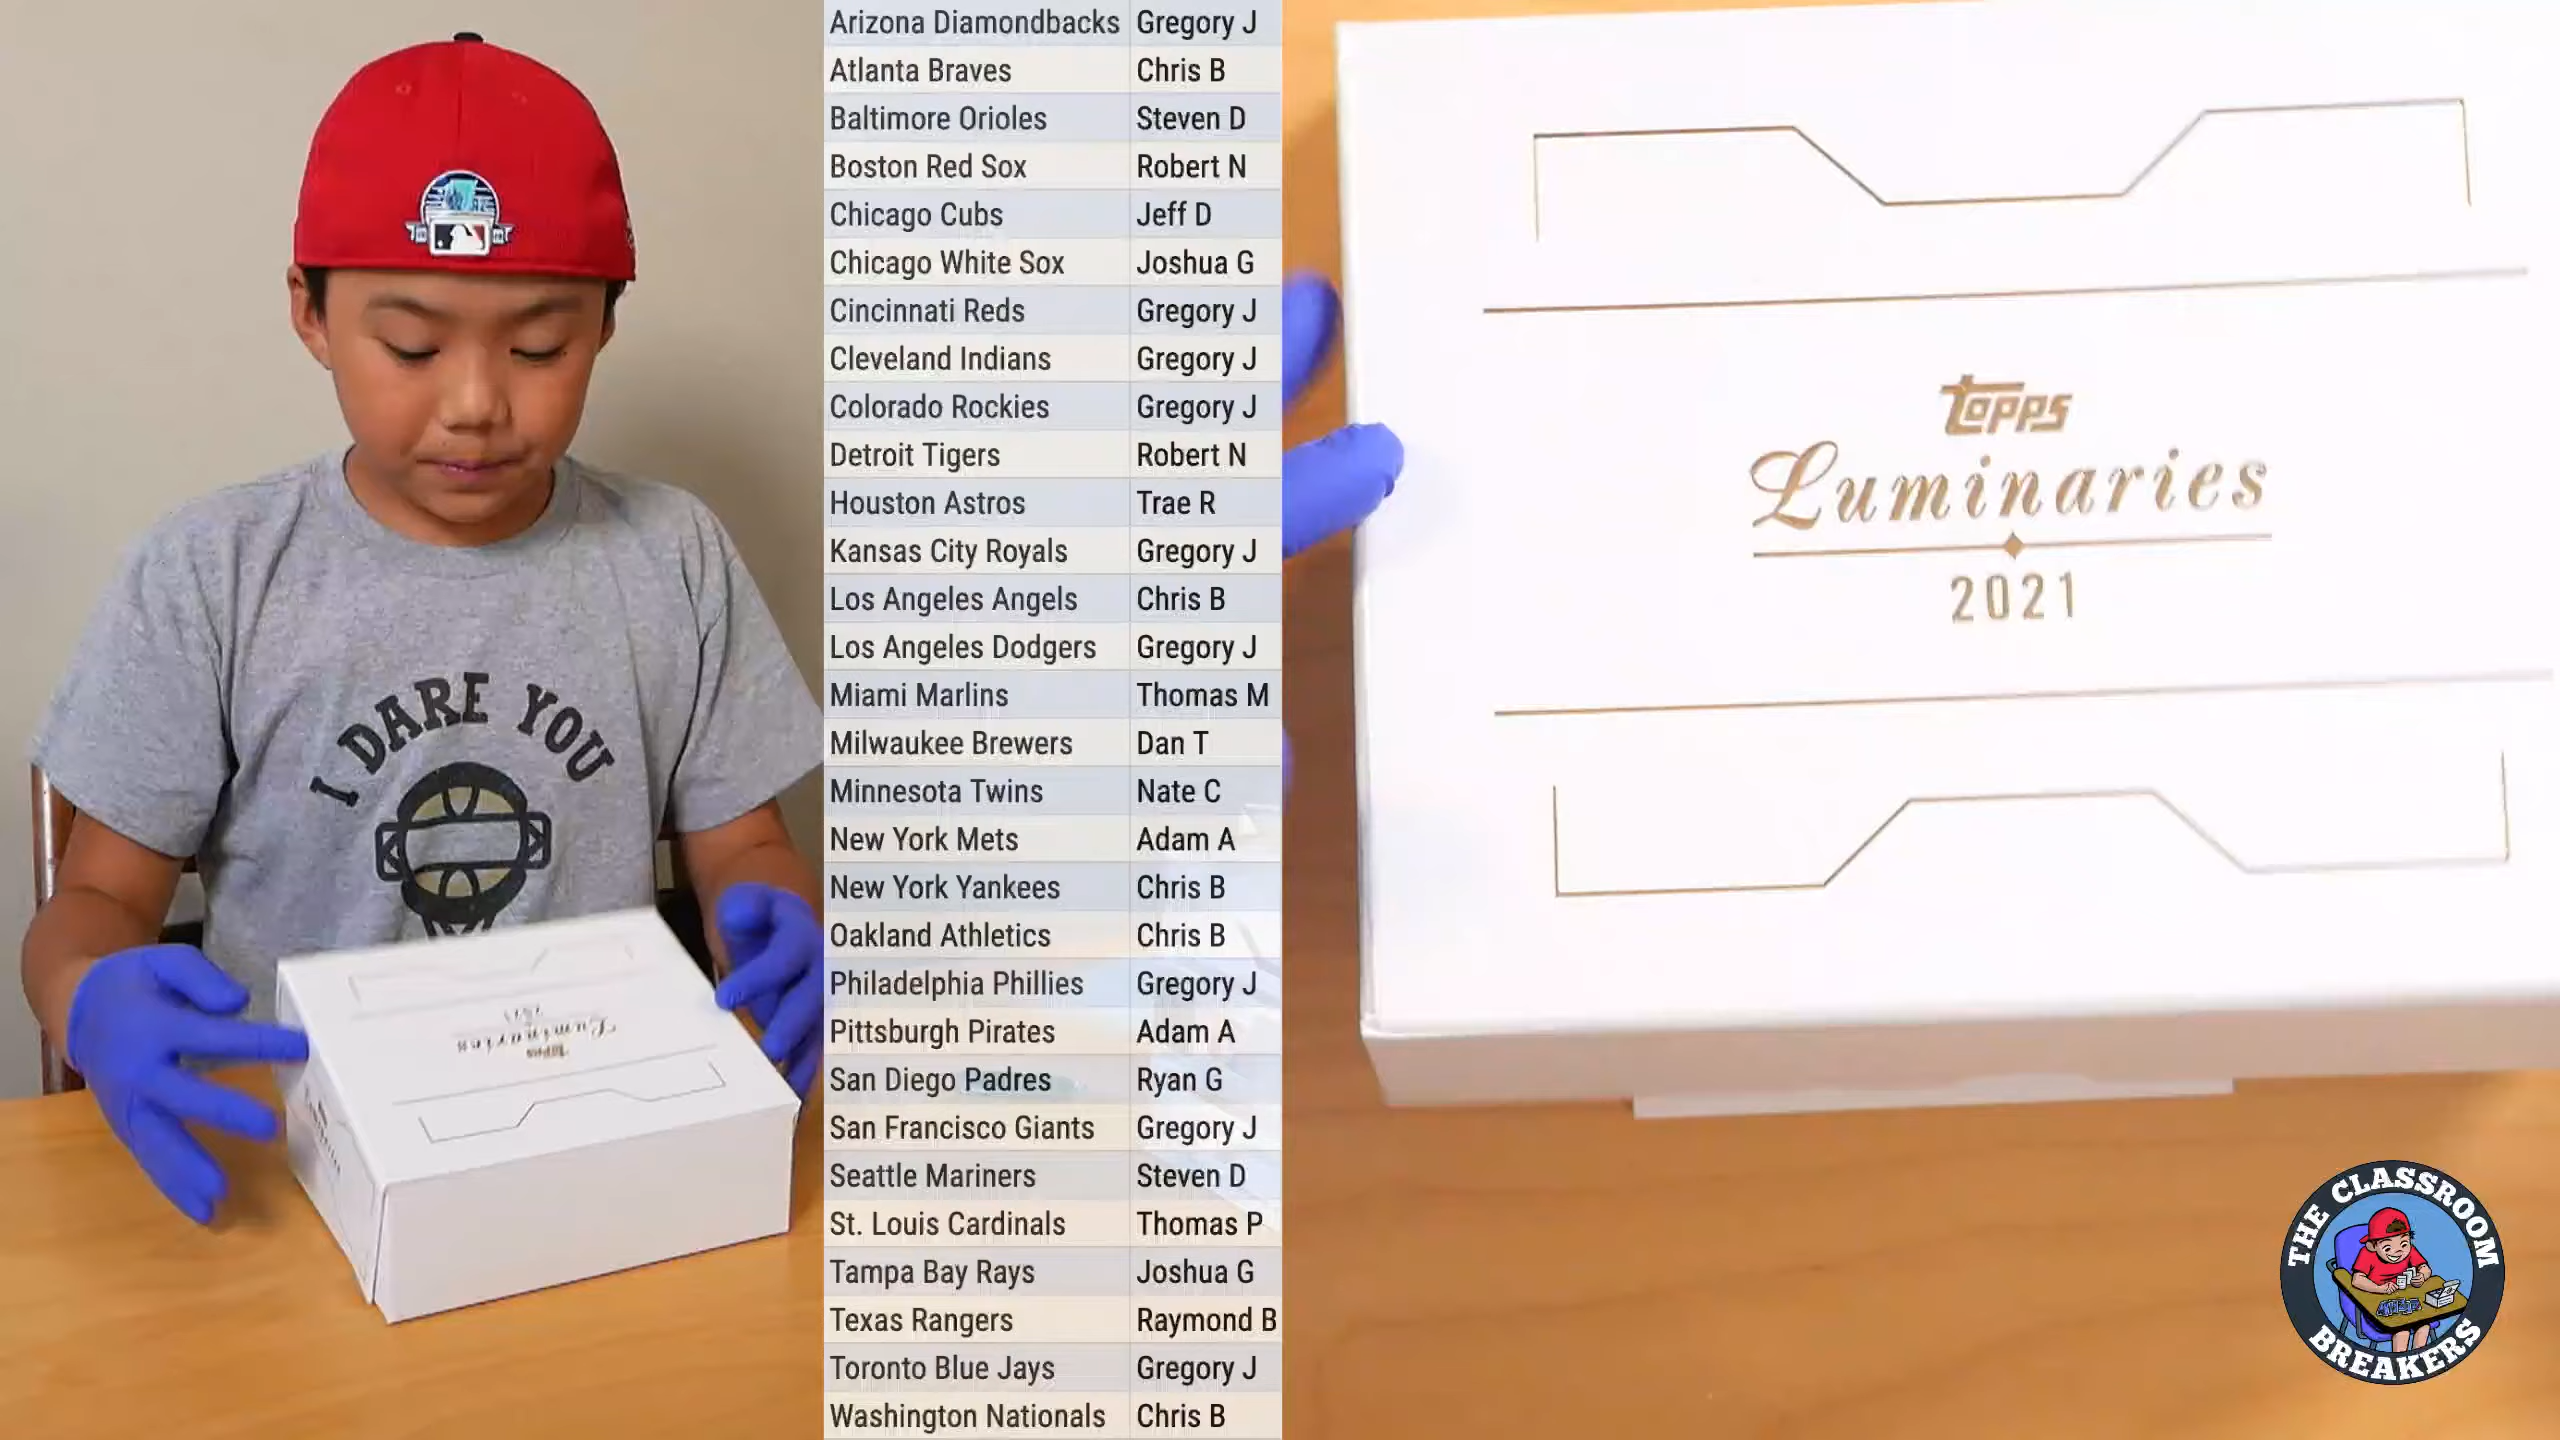 I DARE YOU
Topps
Luminaries
2021
Arizona Diamondbacks Gregory J
Atlanta Braves Chris B
Baltimore Orioles Steven D
Boston Red Sox Robert N
Chicago Cubs Jeff D
Chicago White Sox Joshua G
Cincinnati Reds Gregory J
Cleveland Indians Gregory J
Colorado Rockies Gregory J
Detroit Tigers Robert N
Houston Astros Trae R
Kansas City Royals Gregory J
Los Angeles Angels Chris B
Los Angeles Dodgers Gregory J
Miami Marlins Thomas M
Milwaukee Brewers Dan T
Minnesota Twins Nate C
New York Mets Adam A
New York Yankees Chris B
Oakland Athletics Chris B
Philadelphia Phillies Gregory J
Pittsburgh Pirates Adam A
San Diego Padres Ryan G
San Francisco Giants Gregory J
Seattle Mariners Steven D
St. Louis Cardinals Thomas P
Tampa Bay Rays Joshua G
Texas Rangers Raymond B
Toronto Blue Jays Gregory J
Washington Nationals Chris B
Topps
Luminaries
2021
THE CLASSROOM
BREAKERS